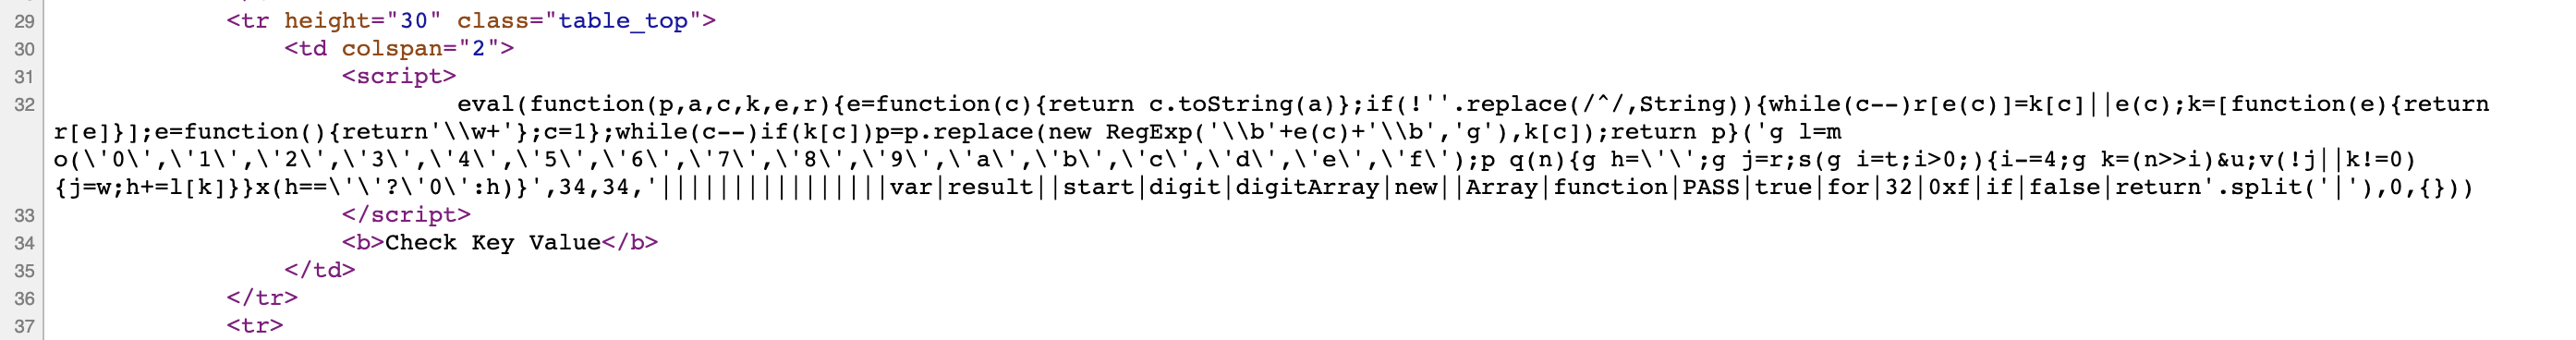 29 <tr height="30" class="table_top">
30 <td colspan="2">
31 <script>
32 eval(function(p,a,c,k,e,r){e=function(c){return c.toString(a)};if(!''.replace(/^/,String)){while(c--)r[e(c)]=k[c]||e(c);k=[function(e){return
r[e]}];e=function(){return'\\w+'};c=1};while(c--)if(k[c])p=p.replace(new RegExp('\\b'+e(c)+'\\b','g'),k[c]);return p}('g l=m
o(\'0\',\'1\',\'2\',\'3\',\'4\',\'5\',\'6\',\'7\',\'8\',\'9\',\'a\',\'b\',\'c\',\'d\',\'e\',\'f\');p q(n){g h=\'\';g j=r;s(g i=t;i>0;){i-=4;g k=(n>>i)&u;v(!j||k!=0)
{j=w;h+=l[k]}}x(h==\'\'?\'0\':h)}',34,34,'||||||||||||||||var|result||start|digit|digitArray|new||Array|function|PASS|true|for|32|0xf|if|false|return'.split('|'),0,{}))
33 </script>
34 <b>Check Key Value</b>
35 </td>
36 </tr>
37 <tr>